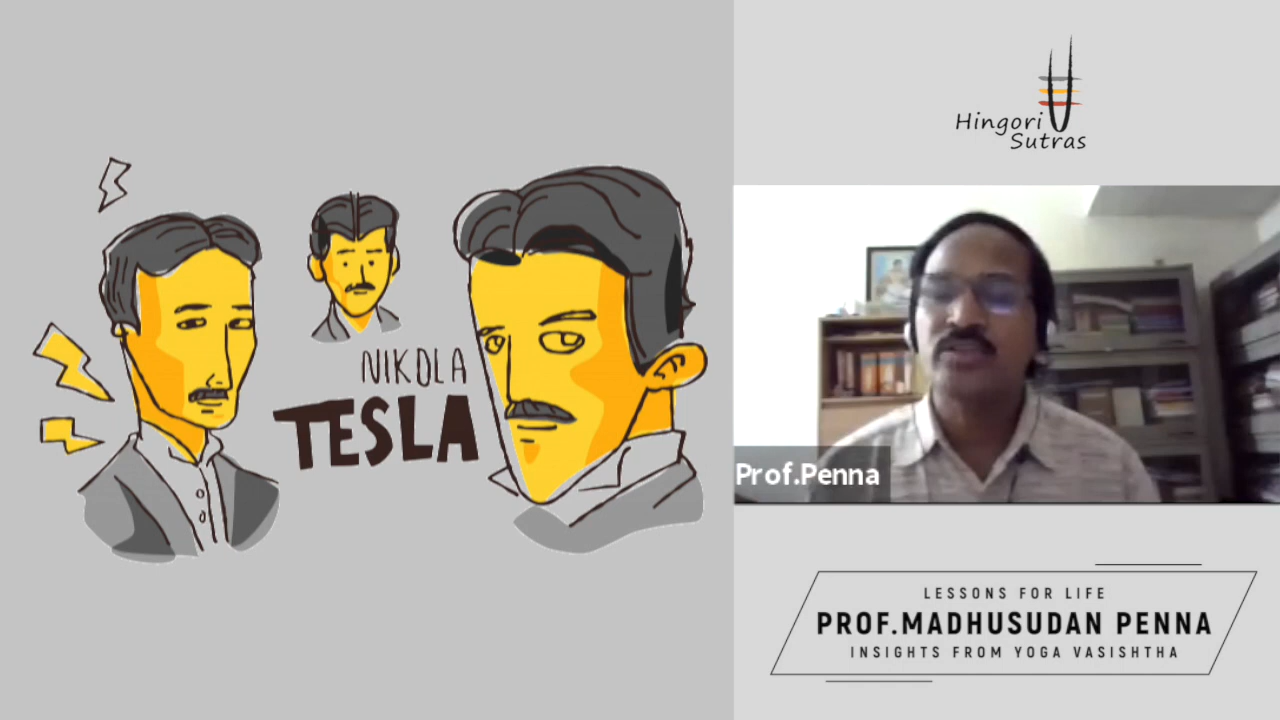 NIKOLA
TESLA
Hingori
Sutras
Prof.Penna
LESSONS FOR LIFE
PROF.MADHUSUDAN PENNA
INSIGHTS FROM YOGA VASISHTHA